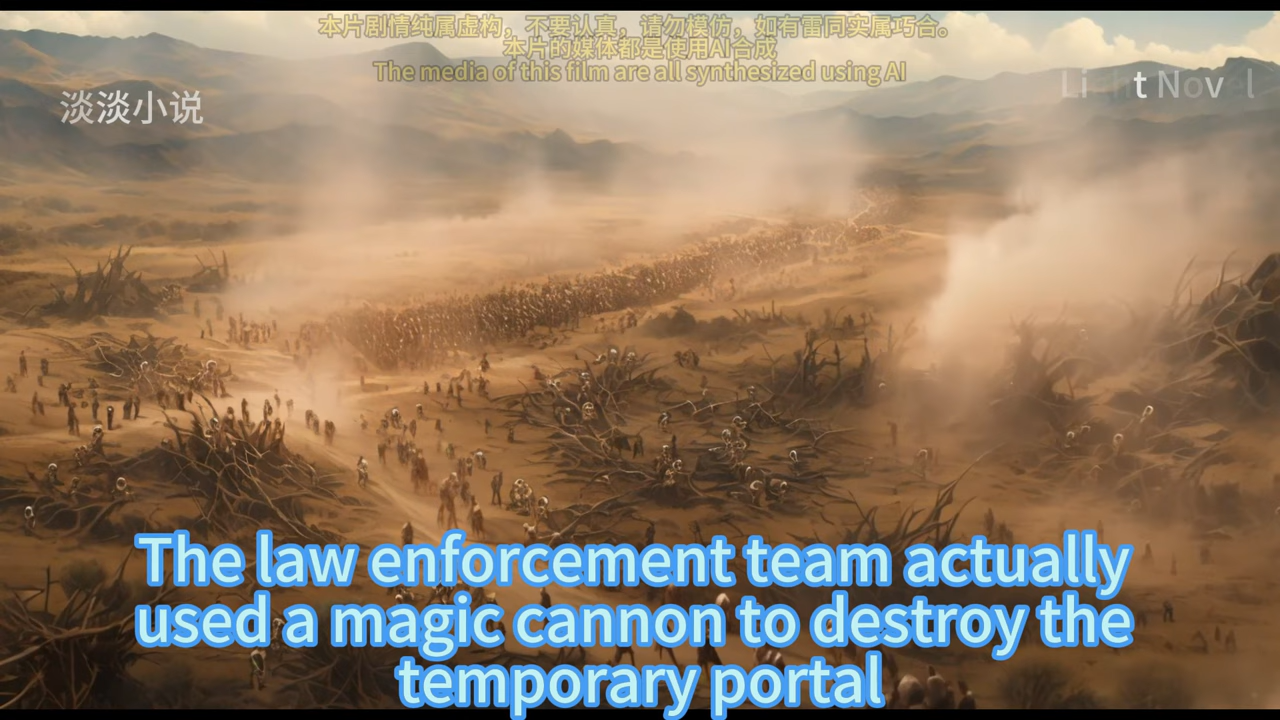 本片剧情纯属虚构，不要认真，请勿模仿，如有雷同实属巧合。
本片的媒体都是使用AI合成
The media of this film are all synthesized using AI
淡淡小说
Light Novel
The law enforcement team actually
used a magic cannon to destroy the
temporary portal